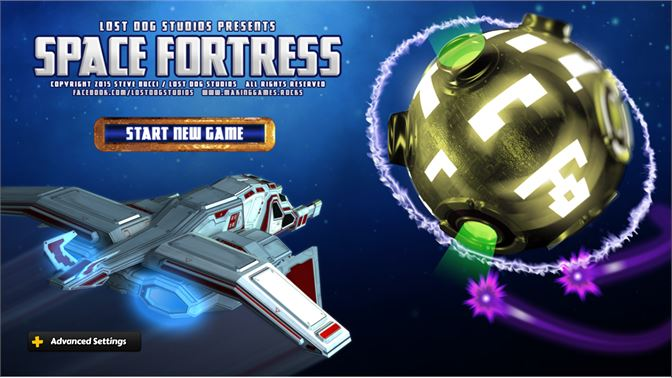 LOST DOG STUDIOS PRESENTS
SPACE FORTRESS
COPYRIGHT 2015 STEVE BUCCI / LOST DOG STUDIOS ALL RIGHTS RESERVED
FACEBOOK.COM/LOSTDOGSTUDIOS WWW.MAKINGGAMES.ROCKS
START NEW GAME
Advanced Settings